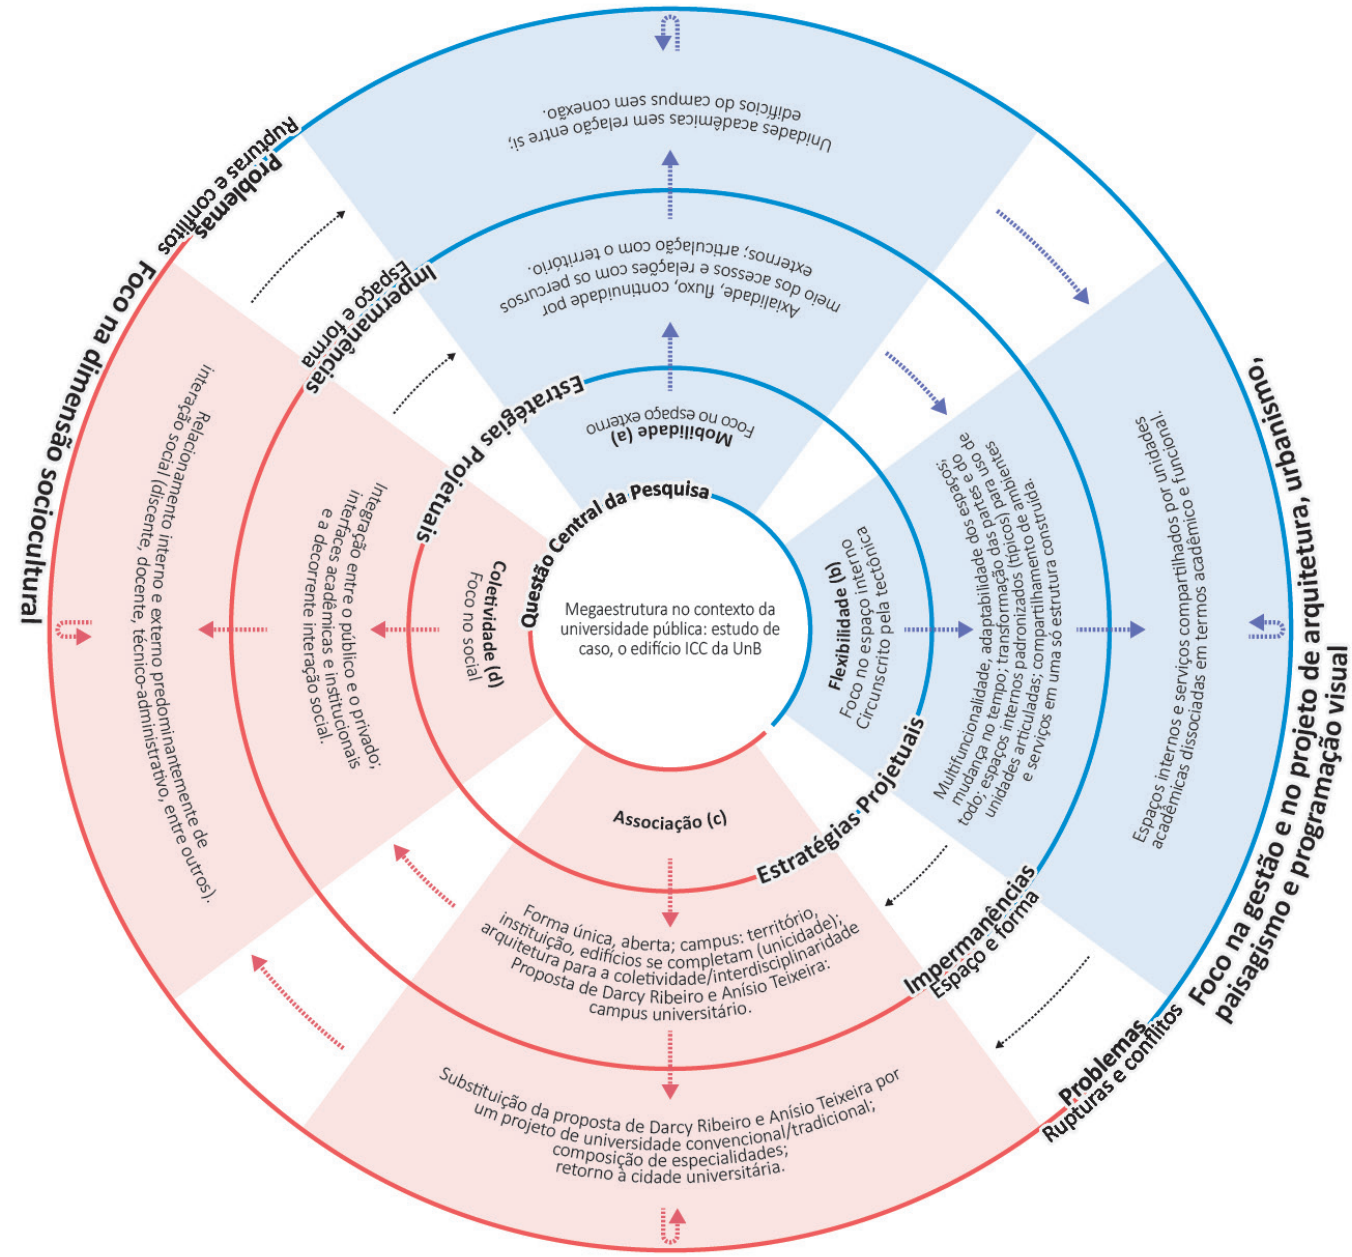 Questão Central da Pesquisa
Megaestrutura no contexto da
universidade pública: estudo de
caso, o edifício ICC da UnB
Estratégias Projetuais
Mobilidade (a)
Foco no espaço externo
Flexibilidade (b)
Foco no espaço interno
Circunscrito pela tectônica
Associação (c)
Coletividade (d)
Foco no social
Estratégias Projetuais
Impermanências
Espaço e forma
Axialidade, fluxo, continuidade por
meio dos acessos e relações com os percursos
externos; articulação com o território.
Multifuncionalidade, adaptabilidade dos espaços;
mudança no tempo; transformação das partes e do
todo; espaços internos padronizados (típicos) para uso de
unidades articuladas; compartilhamento de ambientes
e serviços em uma só estrutura construída.
Forma única, aberta; campus: território,
instituição, edifícios se completam (unicidade);
arquitetura para a coletividade/interdisciplinaridade
Proposta de Darcy Ribeiro e Anísio Teixeira:
campus universitário.
Integração entre o público e o privado;
interfaces acadêmicas e institucionais
e a decorrente interação social.
Impermanências
Espaço e forma
Problemas
Rupturas e conflitos
Unidades acadêmicas sem relação entre si;
edifícios do campus sem conexão.
Espaços internos e serviços compartilhados por unidades
acadêmicas dissociadas em termos acadêmico e funcional.
Substituição da proposta de Darcy Ribeiro e Anísio Teixeira por
um projeto de universidade convencional/tradicional;
composição de especialidades;
retorno à cidade universitária.
Relacionamento interno e externo predominantemente de
interação social (discente, docente, técnico-administrativo, entre outros).
Problemas
Rupturas e conflitos
Foco na dimensão sociocultural
Foco na gestão e no projeto de arquitetura, urbanismo,
paisagismo e programação visual